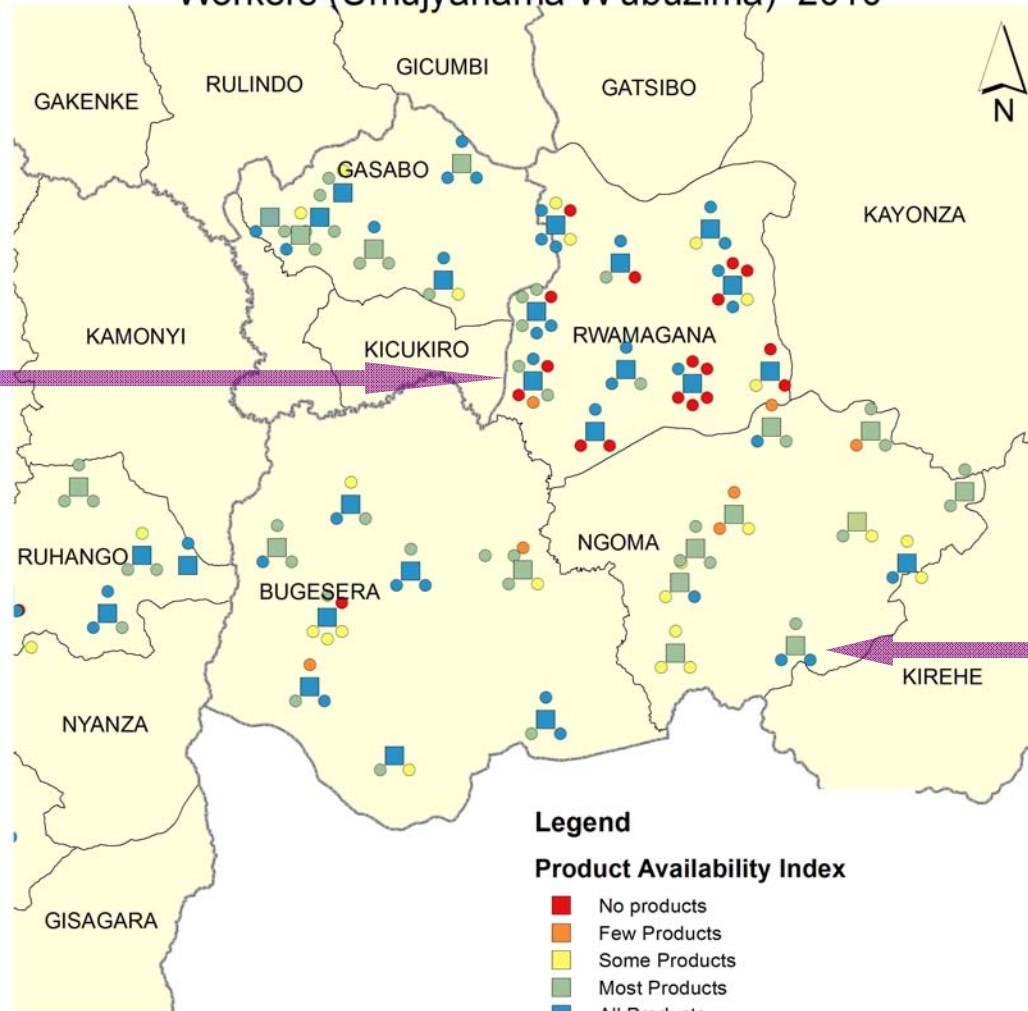 GICUMBI
RULINDO
GATSIBO
GAKENKE
N
GASABO
KAYONZA
KAMONYI
KICUKIRO
RWAMAGANA
RUHANGO
NGOMA
BUGESERA
KIREHE
NYANZA
Legend
Product Availability Index
No products
Few Products
Some Products
Most Products
GISAGARA